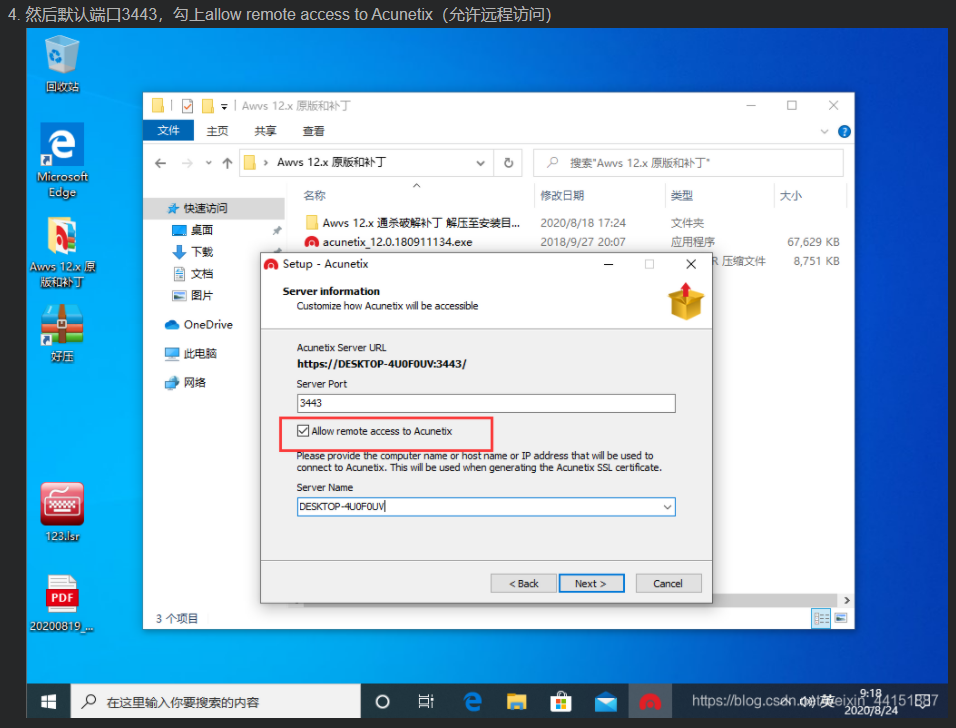 4. 然后默认端口3443，勾上allow remote access to Acunetix（允许远程访问）
回收站
Microsoft
Edge
Awvs 12.x 原
版和补丁
好压
123.lsr
20200819_...
PDF
Awvs 12.x 原版和补丁
文件 主页 共享 查看
Awvs 12.x 原版和补丁
搜索"Awvs 12.x 原版和补丁"
名称 修改日期 类型 大小
快速访问
桌面
下载
文档
图片
OneDrive
此电脑
网络
Awvs 12.x 通杀破解补丁 解压至安装目... 2020/8/18 17:24 文件夹
acunetix_12.0.180911134.exe 2018/9/27 20:07 应用程序 67,629 KB
R 压缩文件 8,751 KB
Setup - Acunetix
Server information
Customize how Acunetix will be accessible
Acunetix Server URL
https://DESKTOP-4U0F0UV:3443/
Server Port
3443
Allow remote access to Acunetix
Please provide the computer name or host name or IP address that will be used to
connect to Acunetix. This will be used when generating the Acunetix SSL certificate.
Server Name
DESKTOP-4U0F0UV
< Back Next > Cancel
3 个项目
在这里输入你要搜索的内容
英
9:18
2020/8/24